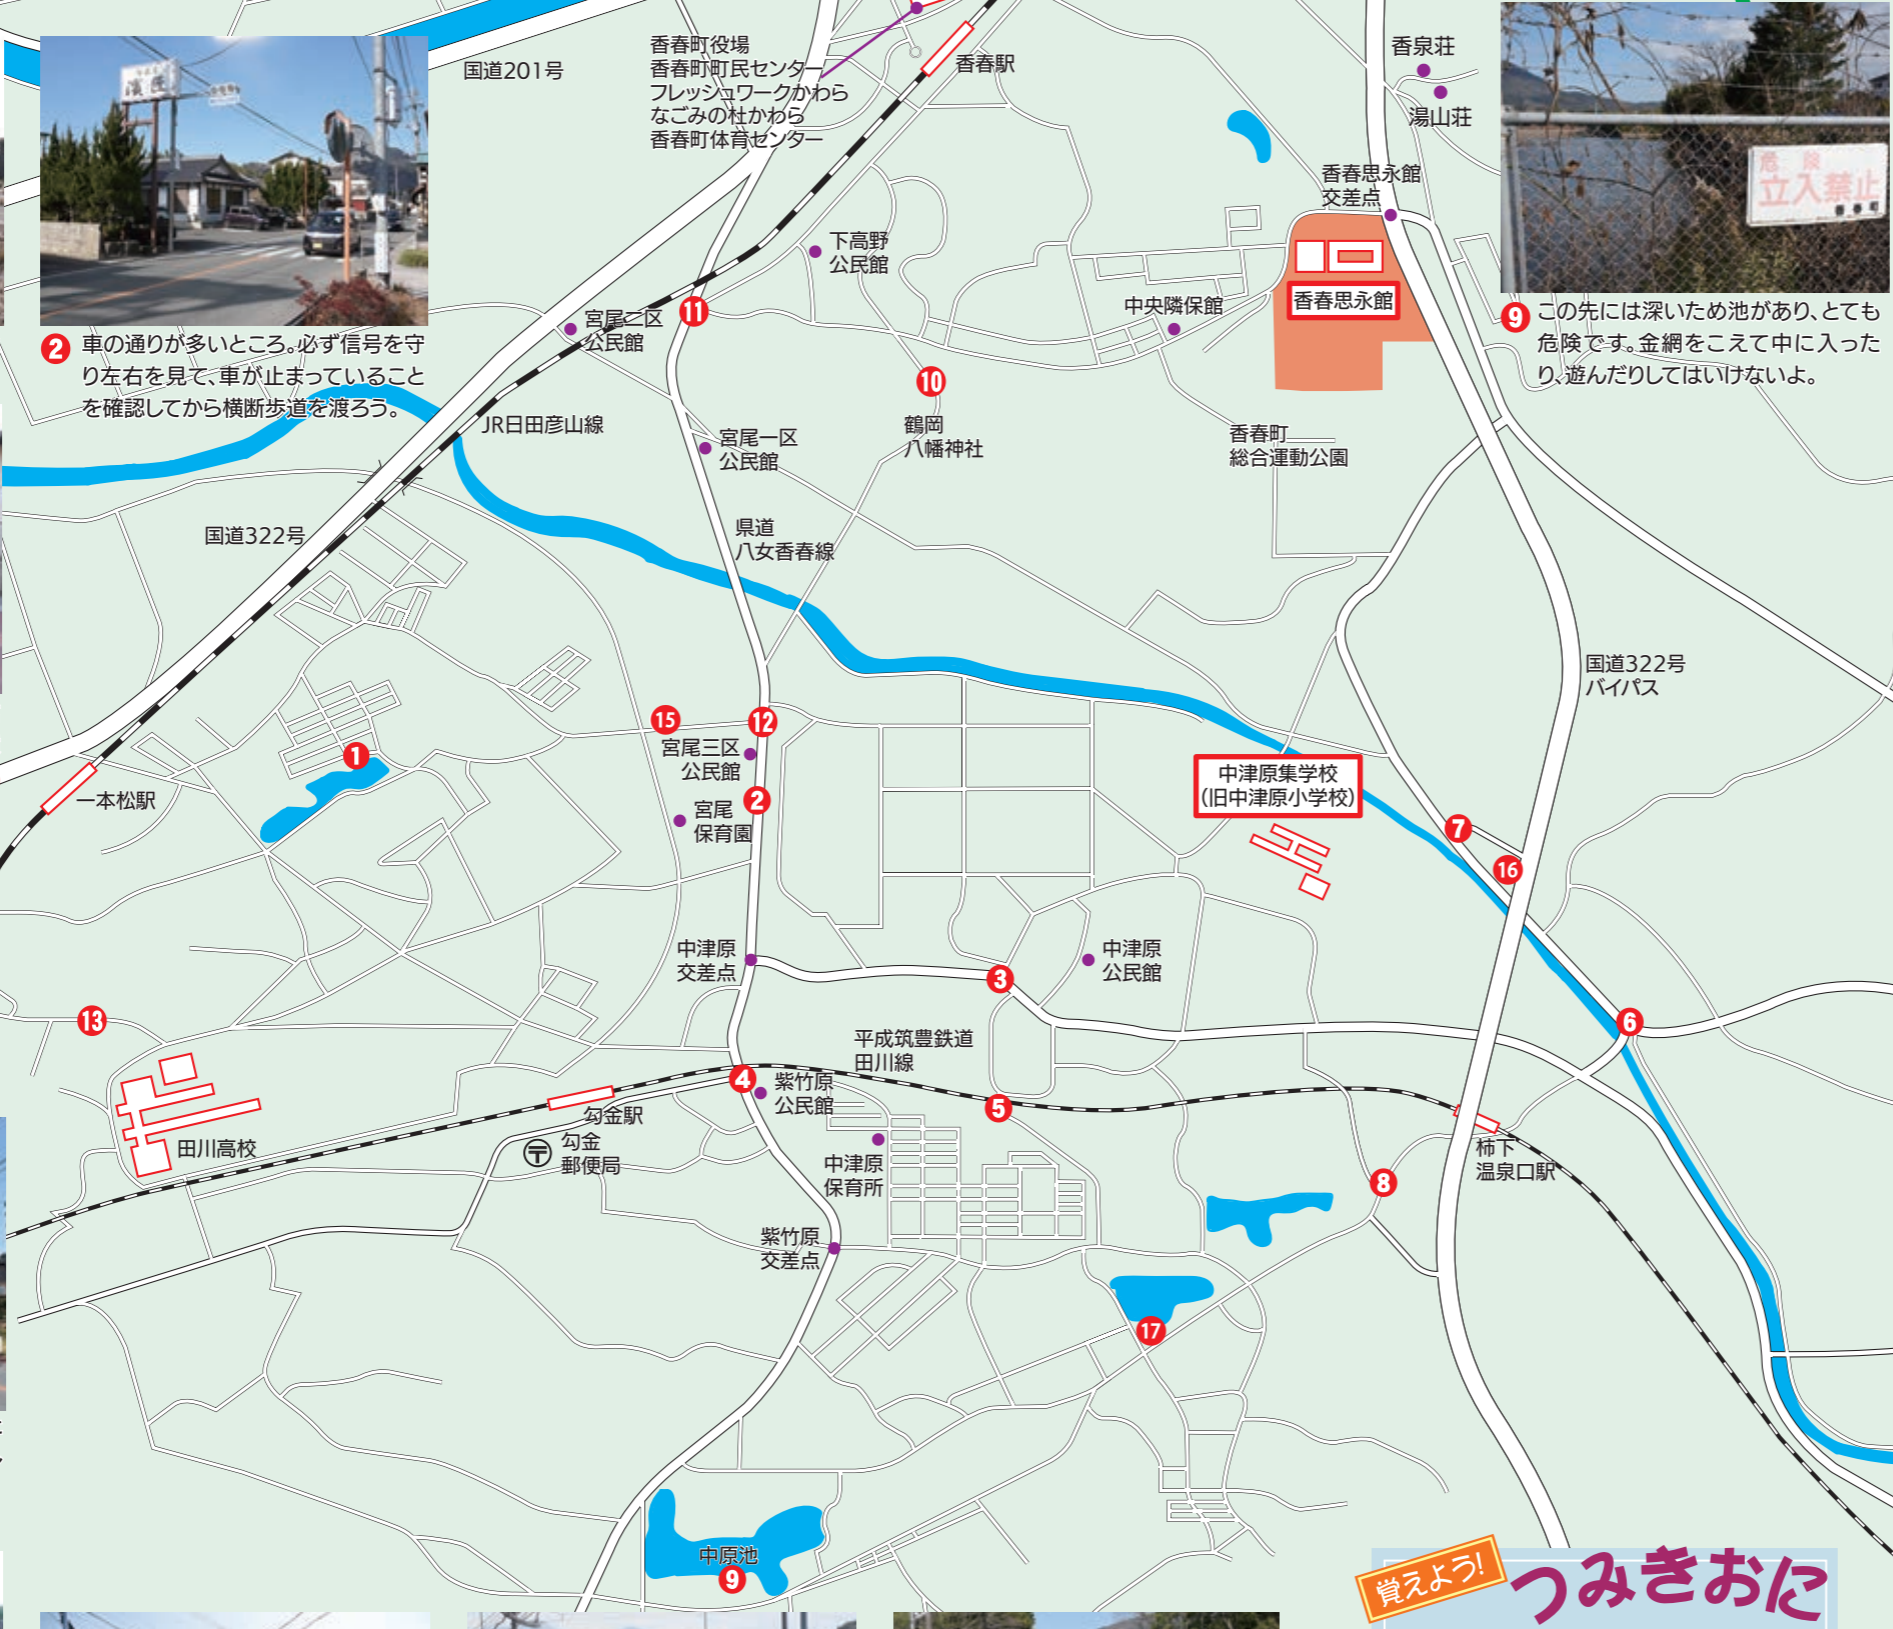 国道201号
香春町役場
香春町町民センター
フレッシュワークかわら
なごみの杜かわら
香春町体育センター
香春駅
香泉荘
湯山荘
香春思永館
交差点
危険
立入禁止
香春町
❾ この先には深いため池があり、とても
危険です。金網をこえて中に入った
り、遊んだりしてはいけないよ。
❷ 車の通りが多いところ。必ず信号を守
り左右を見て、車が止まっていること
を確認してから横断歩道を渡ろう。
下高野
公民館
宮尾二区
公民館
11
中央隣保館
香春思永館
JR日田彦山線
10
鶴岡
八幡神社
宮尾一区
公民館
香春町
総合運動公園
国道322号
県道
八女香春線
国道322号
バイパス
15
12
宮尾三区
公民館
1
一本松駅
2
宮尾
保育園
中津原集学校
(旧中津原小学校)
7
16
中津原
交差点
3
中津原
公民館
13
6
平成筑豊鉄道
田川線
4
紫竹原
公民館
5
勾金駅
田川高校
〒
勾金
郵便局
中津原
保育所
柿下
温泉口駅
8
紫竹原
交差点
17
中原池
9
覚えよう!
つみきおに